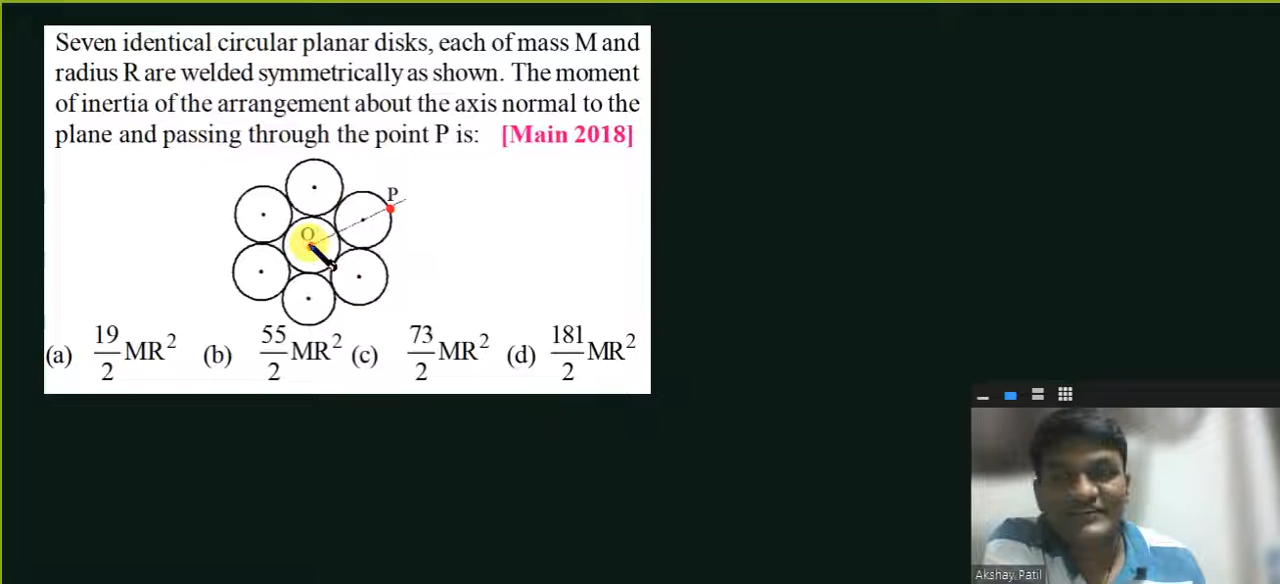 Seven identical circular planar disks, each of mass M and
radius R are welded symmetrically as shown. The moment
of inertia of the arrangement about the axis normal to the
plane and passing through the point P is: [Main 2018]
P
O
(a) 19/2 MR² (b) 55/2 MR² (c) 73/2 MR² (d) 181/2 MR²
Akshay Patil